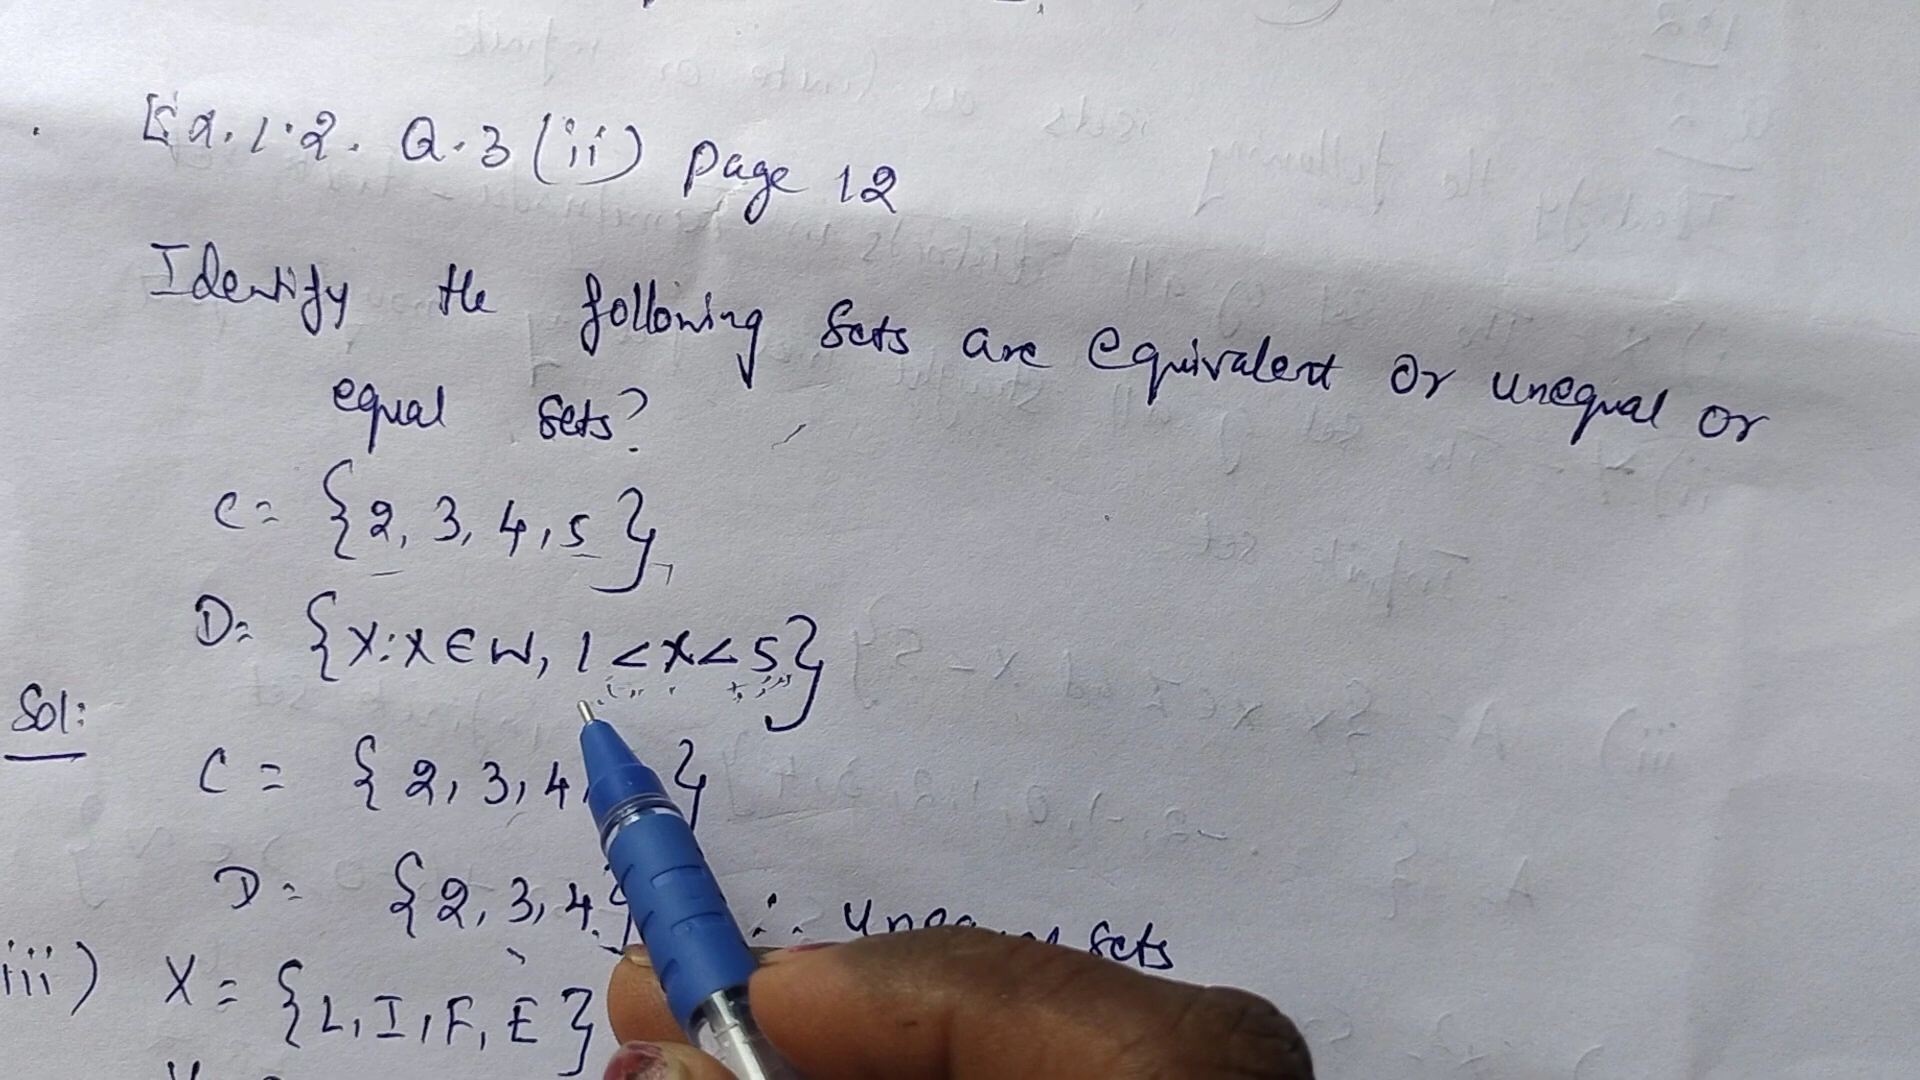 Ex.1.2. Q.3 (ii) page 12
Identify the following sets are equivalent or unequal or
equal sets?
C = {2, 3, 4, 5}
D = {X:X∈W, 1<x<5}
Sol:
C = {2, 3, 4, }
D = {2, 3, 4}
∴ sets
iii) X = {L, I, F, E}